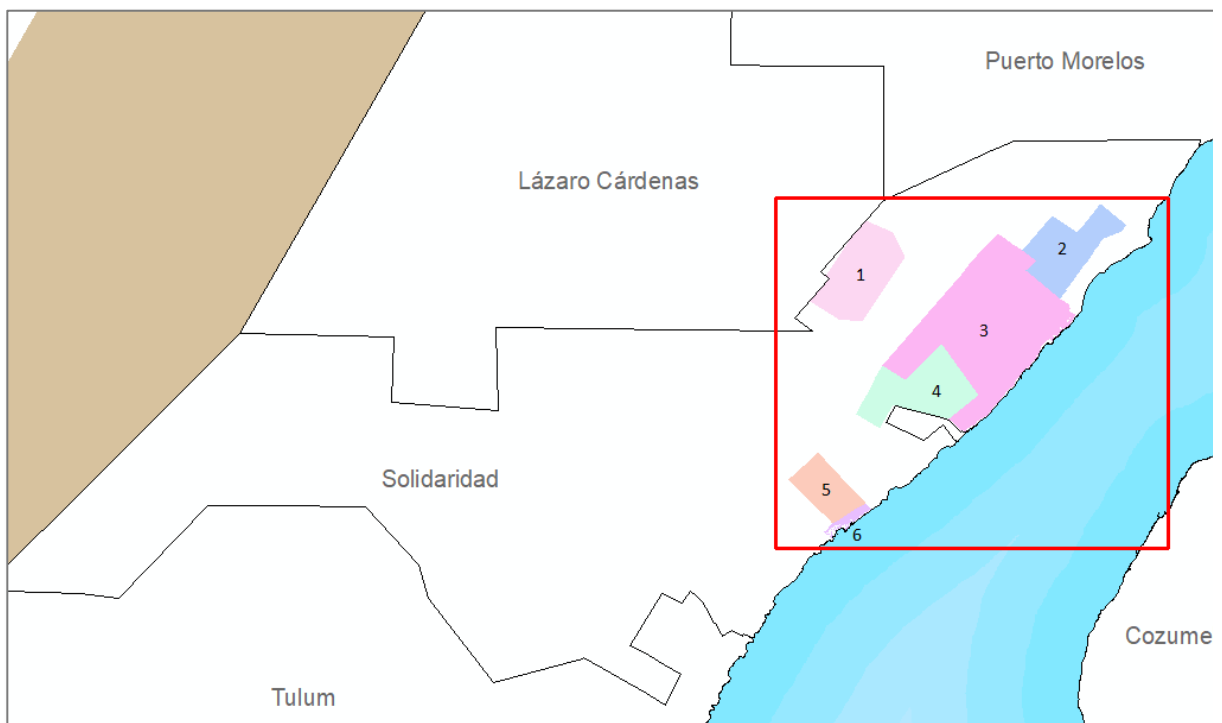 Puerto Morelos
Lázaro Cárdenas
2
1
3
4
Solidaridad
5
6
Cozume
Tulum